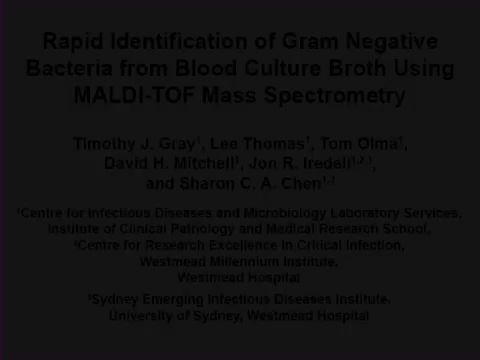 Rapid Identification of Gram Negative
Bacteria from Blood Culture Broth Using
MALDI-TOF Mass Spectrometry
Timothy J. Gray¹, Lee Thomas¹, Tom Olma¹,
David H. Mitchell¹, Jon R. Iredell¹,²,³,
and Sharon C. A. Chen¹,³
¹Centre for Infectious Diseases and Microbiology Laboratory Services,
Institute of Clinical Pathology and Medical Research School,
²Centre for Research Excellence in Critical Infection,
Westmead Millennium Institute,
Westmead Hospital
³Sydney Emerging Infectious Diseases Institute,
University of Sydney, Westmead Hospital